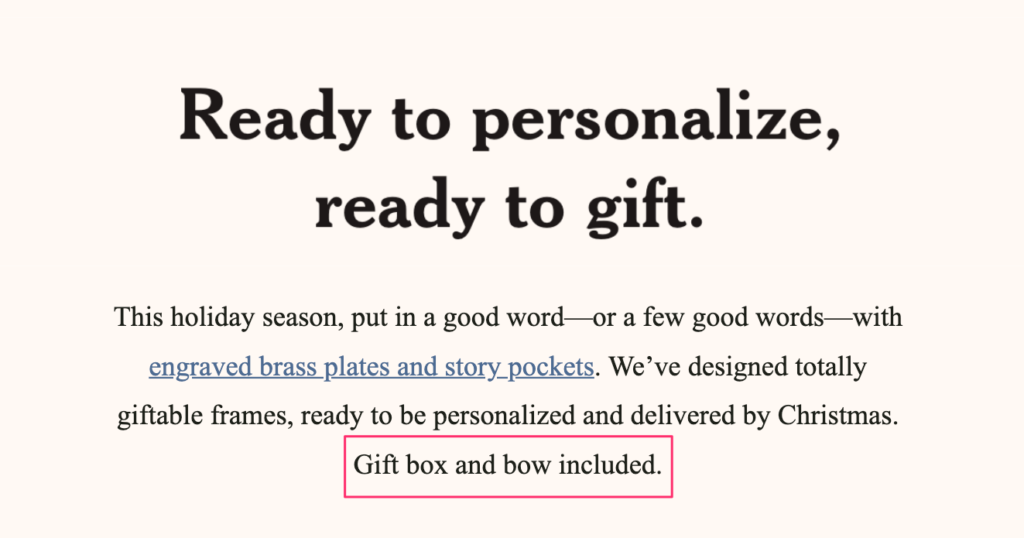 Ready to personalize,
ready to gift.
This holiday season, put in a good word—or a few good words—with
engraved brass plates and story pockets. We’ve designed totally
giftable frames, ready to be personalized and delivered by Christmas.
Gift box and bow included.